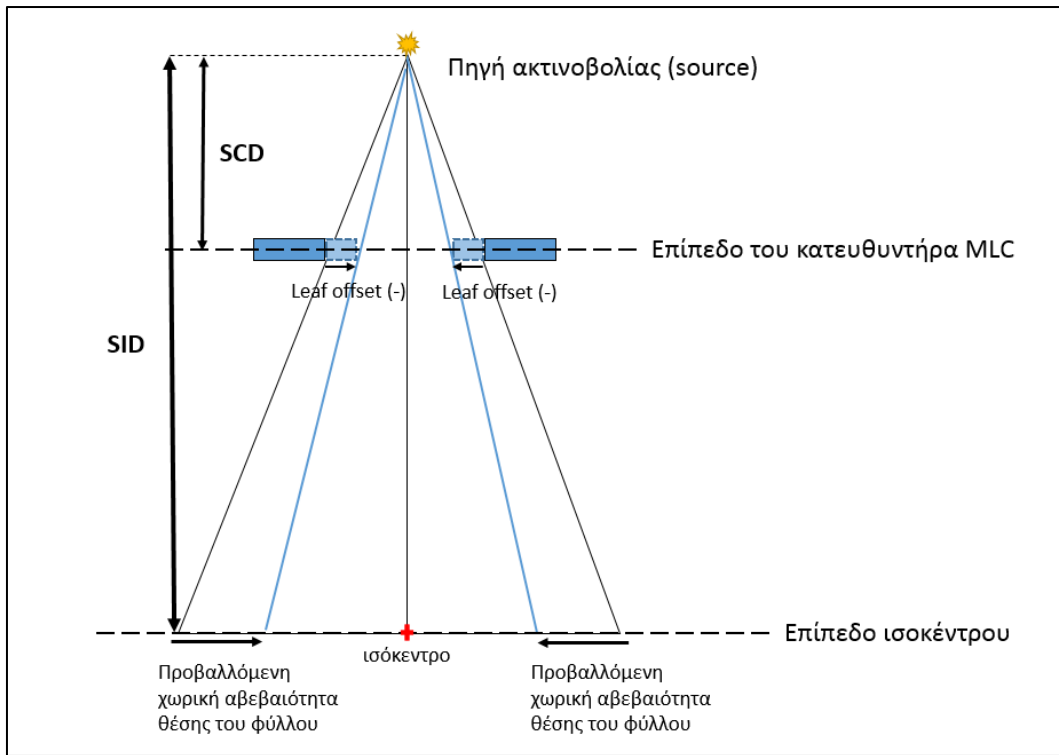 Πηγή ακτινοβολίας (source)
SCD
Επίπεδο του κατευθυντήρα MLC
Leaf offset (-)
Leaf offset (-)
SID
Επίπεδο ισοκέντρου
ισόκεντρο
Προβαλλόμενη
χωρική αβεβαιότητα
θέσης του φύλλου
Προβαλλόμενη
χωρική αβεβαιότητα
θέσης του φύλλου